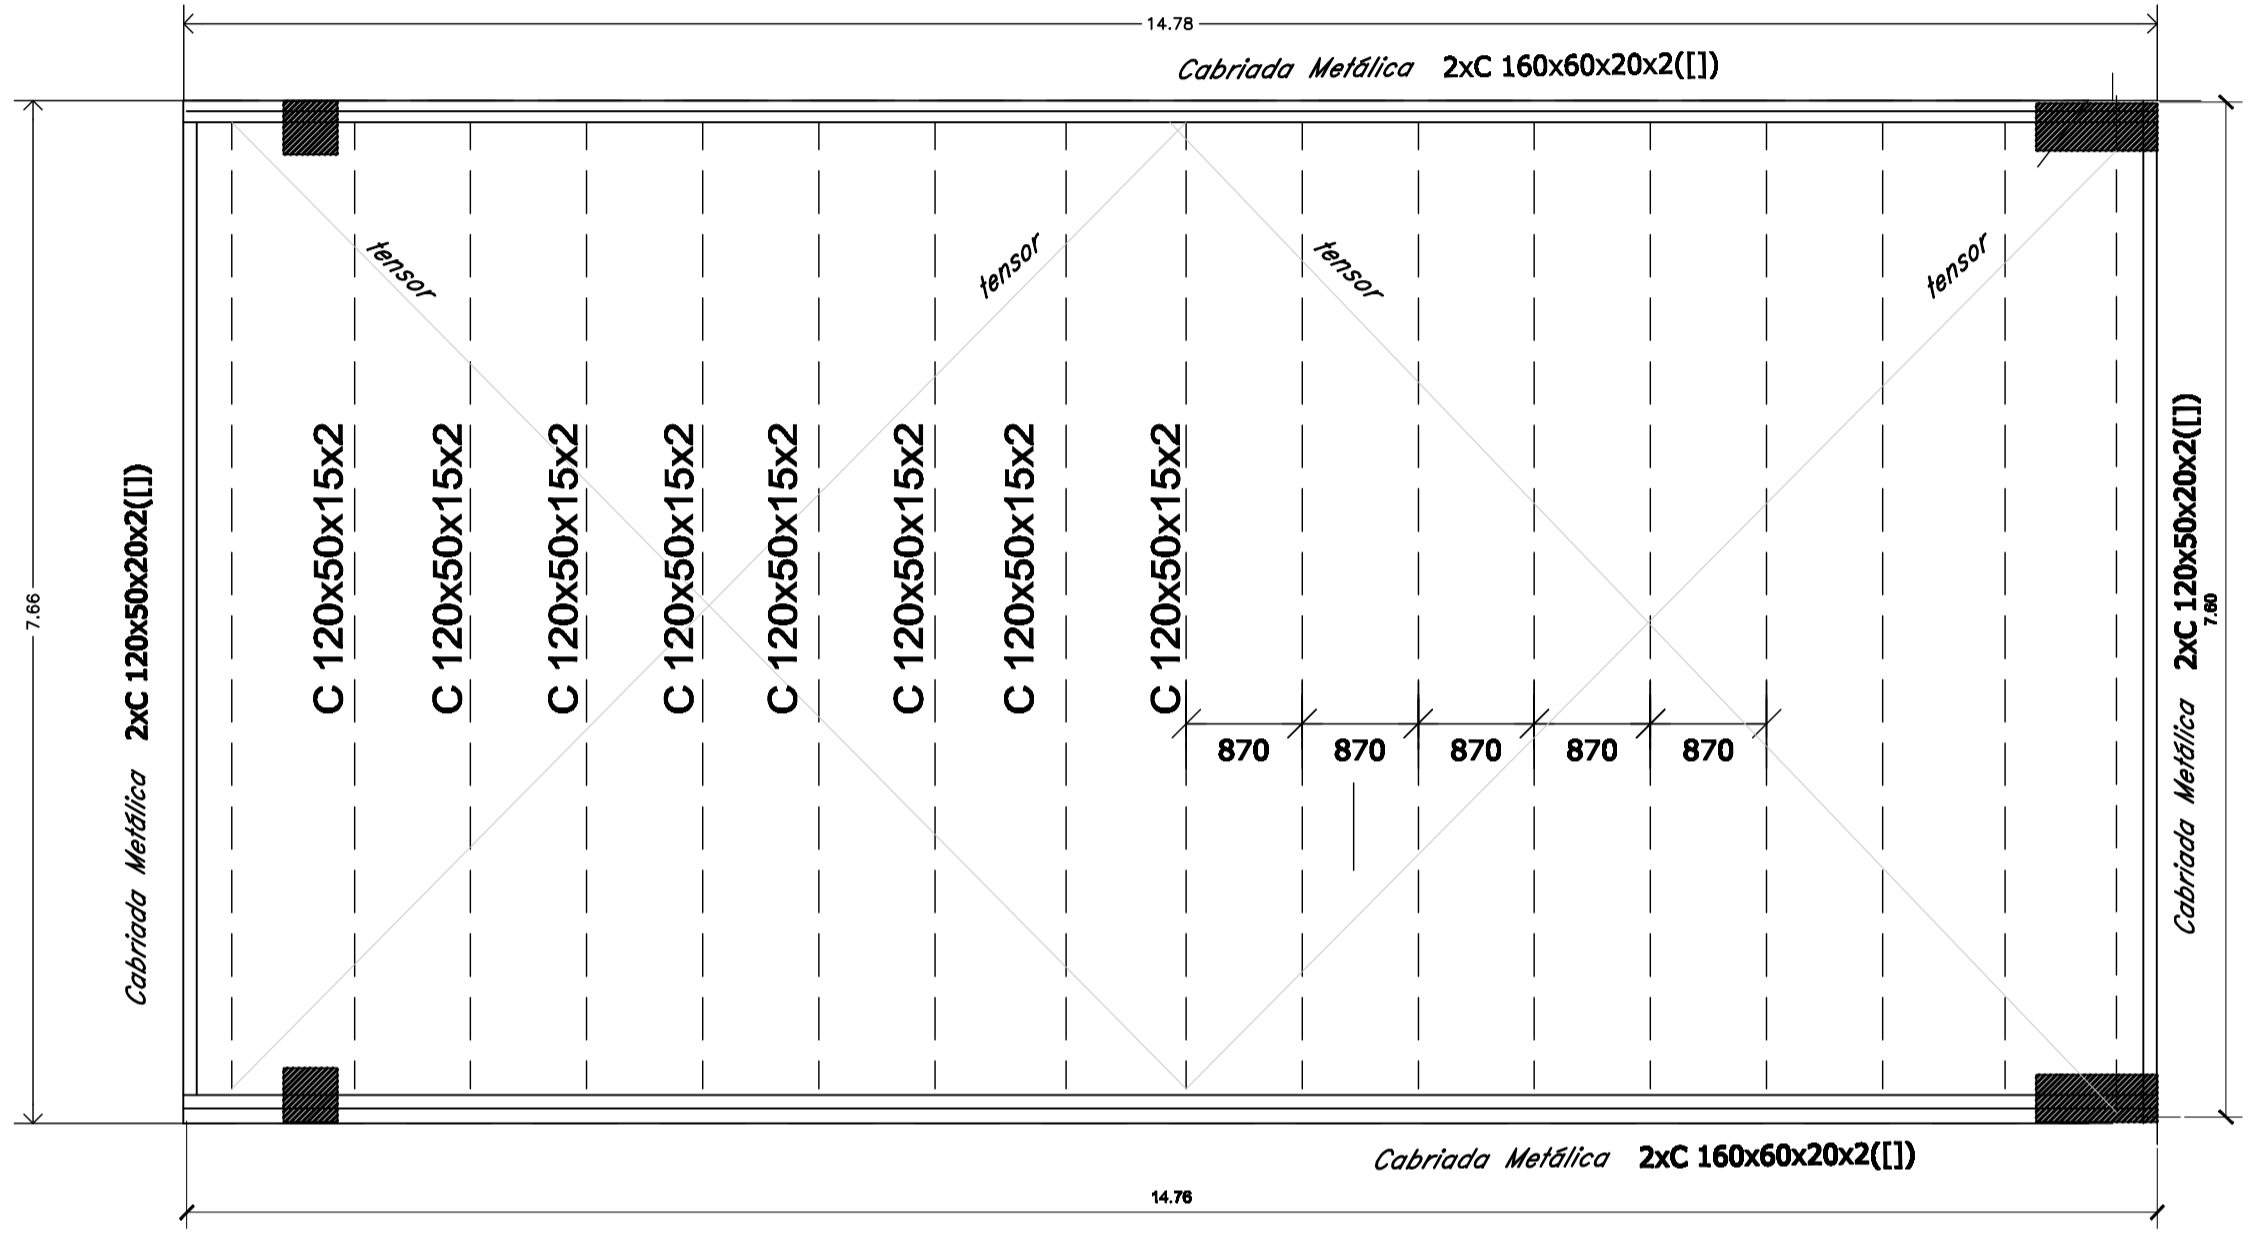 14.78
Cabriada Metálica 2xC 160x60x20x2([])
7.66
Cabriada Metálica 2xC 120x50x20x2([])
tensor
tensor
tensor
tensor
C 120x50x15x2
C 120x50x15x2
C 120x50x15x2
C 120x50x15x2
C 120x50x15x2
C 120x50x15x2
C 120x50x15x2
C 120x50x15x2
870 870 870 870 870
Cabriada Metálica 2xC 120x50x20x2([])
7.60
Cabriada Metálica 2xC 160x60x20x2([])
14.76